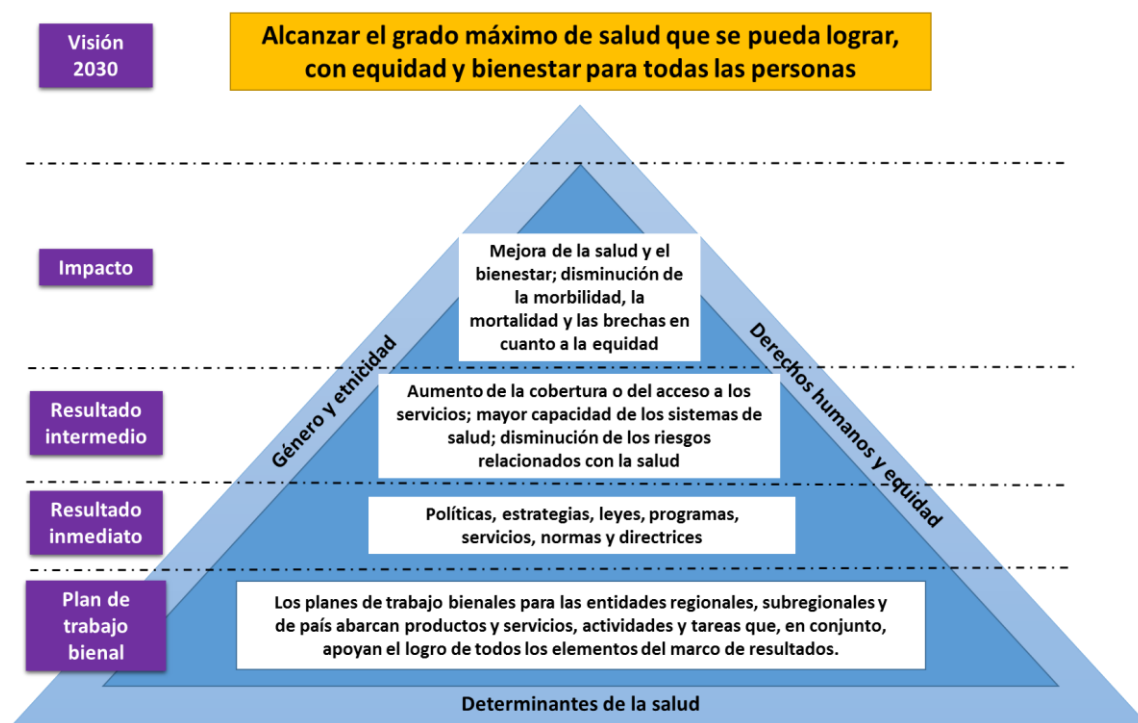 Visión
2030
Alcanzar el grado máximo de salud que se pueda lograr,
con equidad y bienestar para todas las personas
Impacto
Mejora de la salud y el
bienestar; disminución de
la morbilidad, la
mortalidad y las brechas en
cuanto a la equidad
Género y etnicidad
Derechos humanos y equidad
Resultado
intermedio
Aumento de la cobertura o del acceso a los
servicios; mayor capacidad de los sistemas de
salud; disminución de los riesgos
relacionados con la salud
Resultado
inmediato
Políticas, estrategias, leyes, programas,
servicios, normas y directrices
Plan de
trabajo
bienal
Los planes de trabajo bienales para las entidades regionales, subregionales y
de país abarcan productos y servicios, actividades y tareas que, en conjunto,
apoyan el logro de todos los elementos del marco de resultados.
Determinantes de la salud